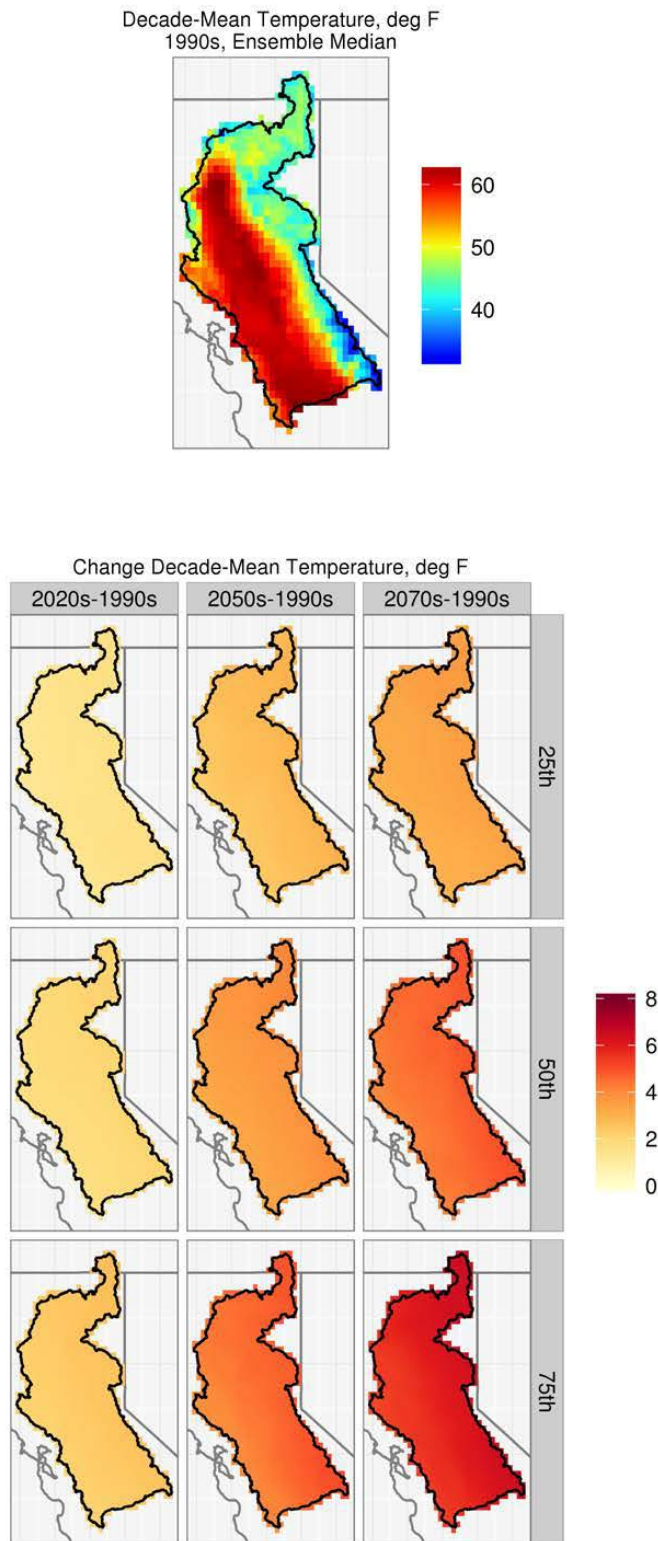 Decade-Mean Temperature, deg F
1990s, Ensemble Median
60
50
40
Change Decade-Mean Temperature, deg F
2020s-1990s 2050s-1990s 2070s-1990s
25th
50th
75th
8
6
4
2
0